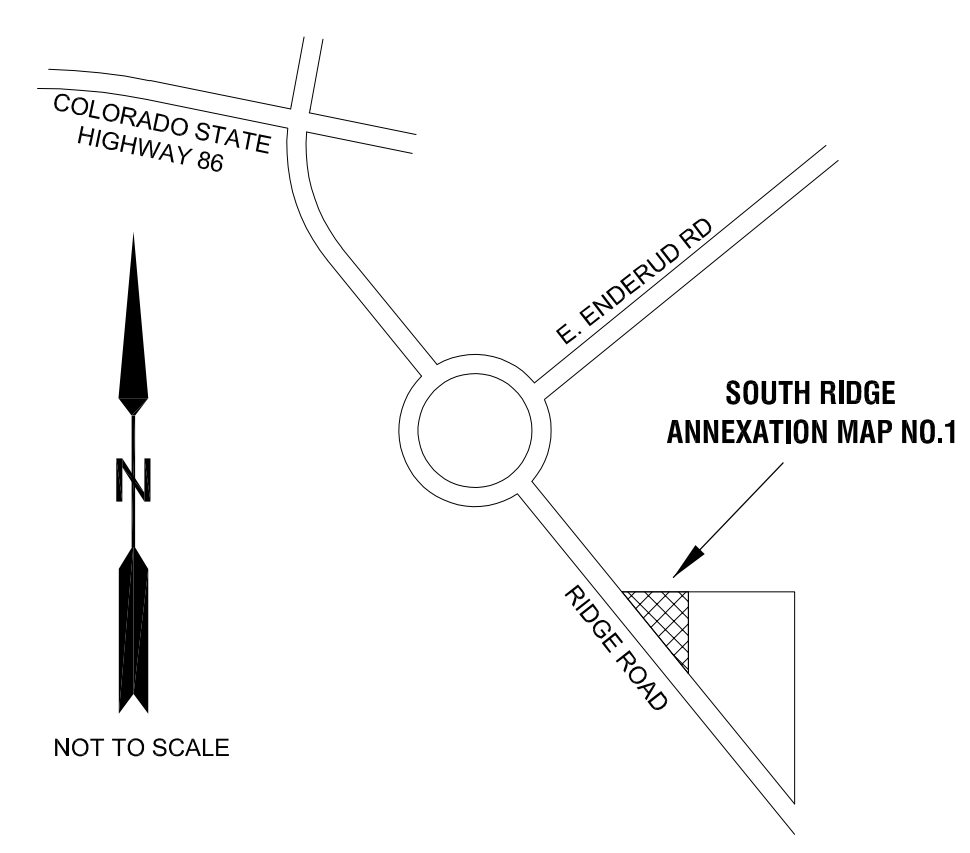 COLORADO STATE
HIGHWAY 86
E. ENDERUD RD
SOUTH RIDGE
ANNEXATION MAP NO.1
N
RIDGE ROAD
NOT TO SCALE